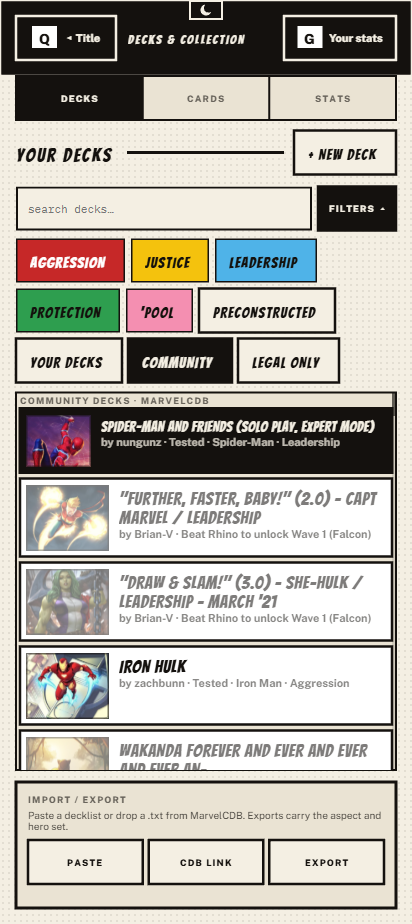 Q ◂ Title
DECKS & COLLECTION
G Your stats
DECKS
CARDS
STATS
YOUR DECKS
+ NEW DECK
search decks…
FILTERS ▴
AGGRESSION
JUSTICE
LEADERSHIP
PROTECTION
'POOL
PRECONSTRUCTED
YOUR DECKS
COMMUNITY
LEGAL ONLY
COMMUNITY DECKS · MARVELCDB
SPIDER-MAN AND FRIENDS (SOLO PLAY, EXPERT MODE)
by nungunz · Tested · Spider-Man · Leadership
"FURTHER, FASTER, BABY!" (2.0) - CAPT
MARVEL / LEADERSHIP
by Brian-V · Beat Rhino to unlock Wave 1 (Falcon)
"DRAW & SLAM!" (3.0) - SHE-HULK /
LEADERSHIP - MARCH '21
by Brian-V · Beat Rhino to unlock Wave 1 (Falcon)
IRON HULK
by zachbunn · Tested · Iron Man · Aggression
WAKANDA FOREVER AND EVER AND EVER
AND EVER AN-
IMPORT / EXPORT
Paste a decklist or drop a .txt from MarvelCDB. Exports carry the aspect and
hero set.
PASTE
CDB LINK
EXPORT